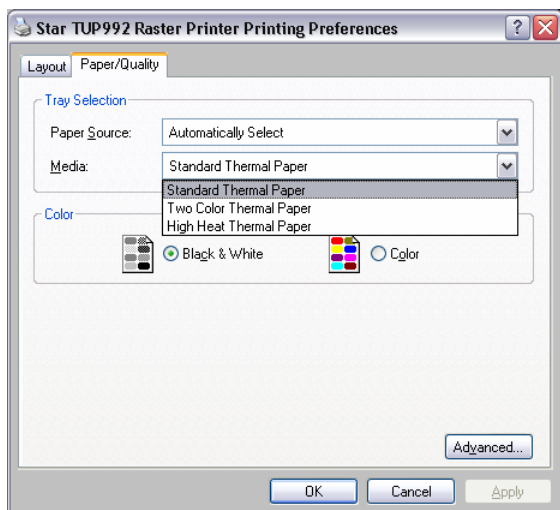 Star TUP992 Raster Printer Printing Preferences
Layout Paper/Quality
Tray Selection
Paper Source: Automatically Select
Media: Standard Thermal Paper
Standard Thermal Paper
Two Color Thermal Paper
High Heat Thermal Paper
Color
Black & White Color
Advanced...
OK Cancel Apply